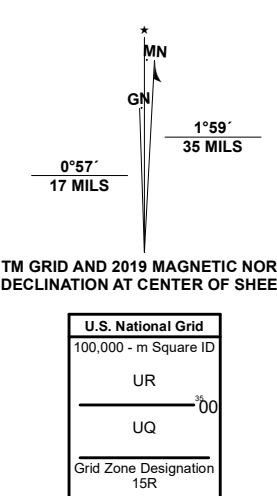 ★
MN
GN
1°59´
35 MILS
0°57´
17 MILS
TM GRID AND 2019 MAGNETIC NOR
DECLINATION AT CENTER OF SHEE
U.S. National Grid
100,000 - m Square ID
UR
35
00
UQ
Grid Zone Designation
15R